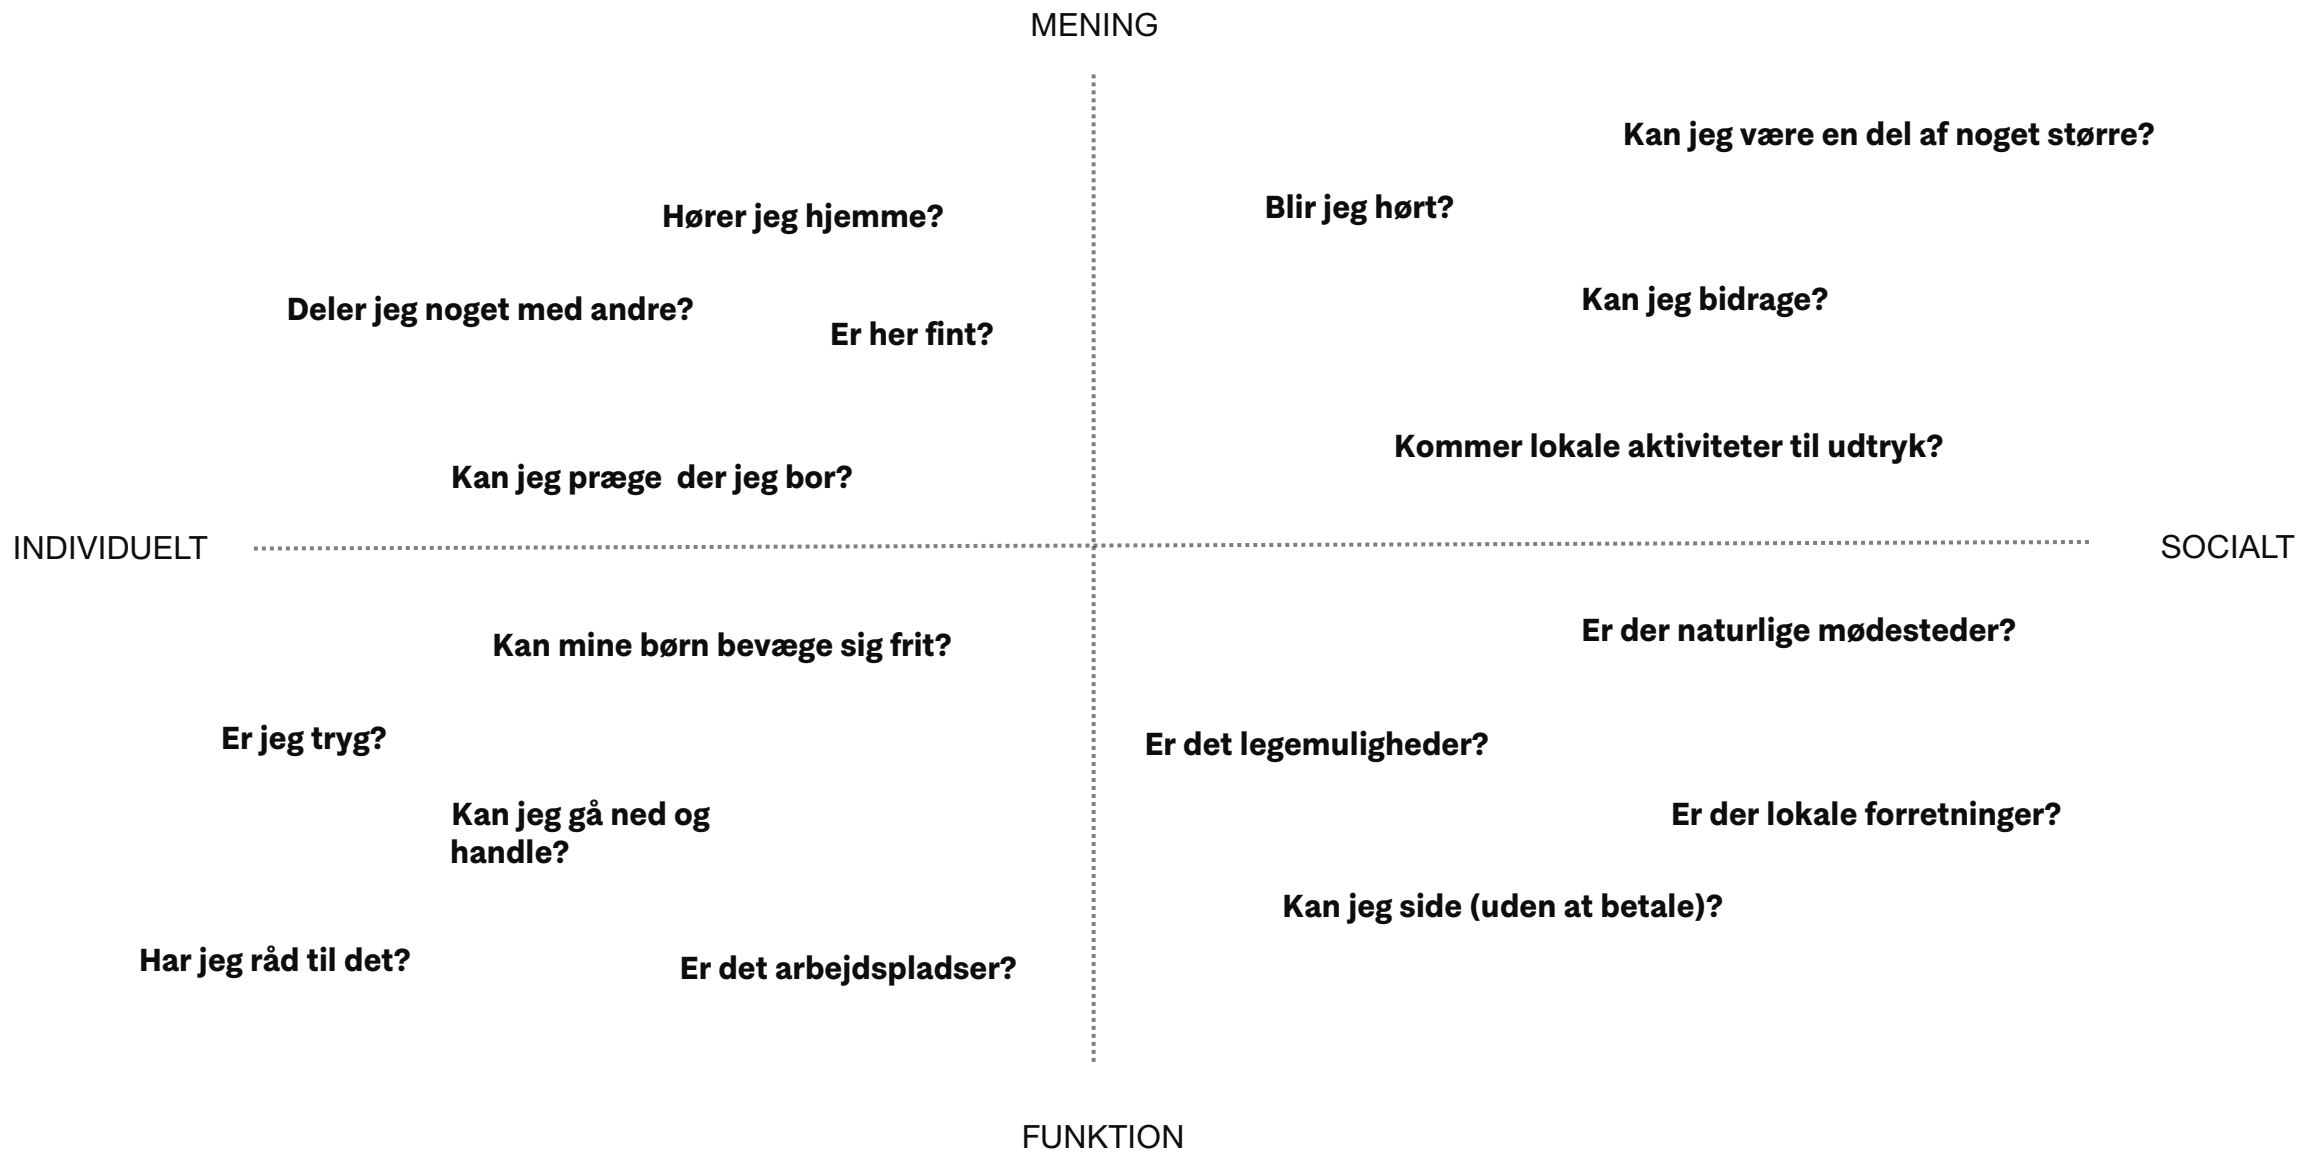 MENING
Kan jeg være en del af noget større?
Hører jeg hjemme?
Blir jeg hørt?
Deler jeg noget med andre?
Er her fint?
Kan jeg bidrage?
Kan jeg præge  der jeg bor?
Kommer lokale aktiviteter til udtryk?
INDIVIDUELT
SOCIALT
Kan mine børn bevæge sig frit?
Er der naturlige mødesteder?
Er jeg tryg?
Er det legemuligheder?
Kan jeg gå ned og
handle?
Er der lokale forretninger?
Kan jeg side (uden at betale)?
Har jeg råd til det?
Er det arbejdspladser?
FUNKTION